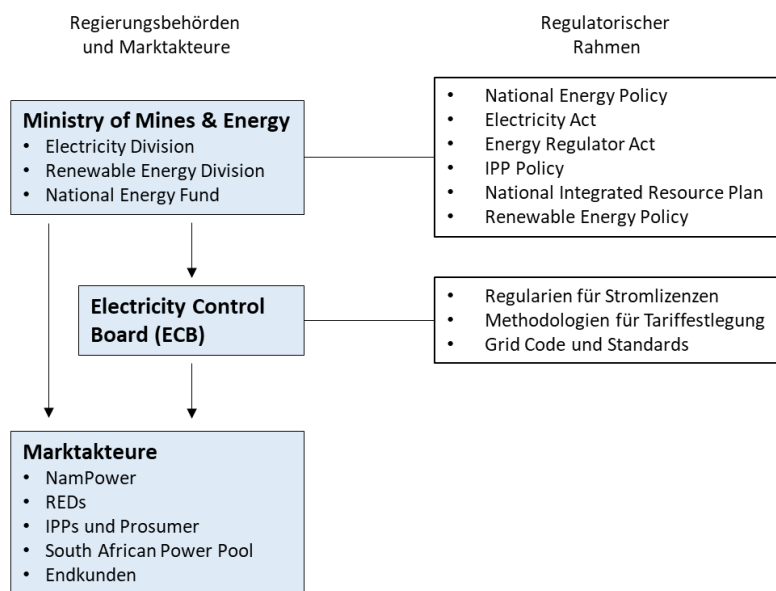 Regierungsbehörden
und Marktakteure
Regulatorischer
Rahmen
Ministry of Mines & Energy
• Electricity Division
• Renewable Energy Division
• National Energy Fund
• National Energy Policy
• Electricity Act
• Energy Regulator Act
• IPP Policy
• National Integrated Resource Plan
• Renewable Energy Policy
Electricity Control
Board (ECB)
• Regularien für Stromlizenzen
• Methodologien für Tariffestlegung
• Grid Code und Standards
Marktakteure
• NamPower
• REDs
• IPPs und Prosumer
• South African Power Pool
• Endkunden